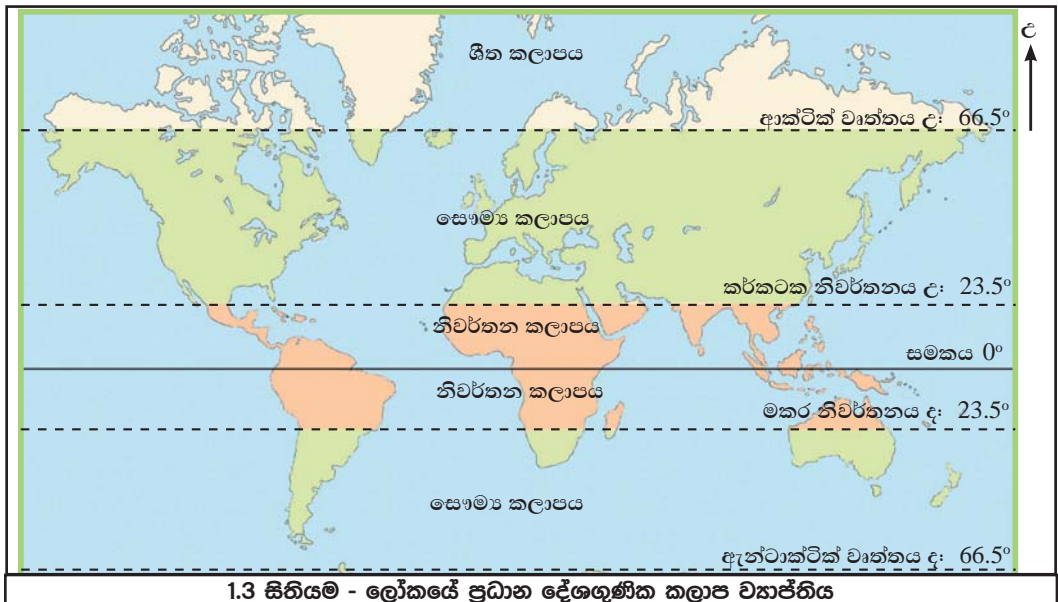 ශීත කලාපය
උ
ආක්ටික් වෘත්තය උ: 66.5°
සෞම්‍ය කලාපය
කර්කටක නිවර්තනය උ: 23.5°
නිවර්තන කලාපය
සමකය 0°
නිවර්තන කලාපය
මකර නිවර්තනය ද: 23.5°
සෞම්‍ය කලාපය
ඇන්ටාක්ටික් වෘත්තය ද: 66.5°
1.3 සිතියම - ලෝකයේ ප්‍රධාන දේශගුණික කලාප ව්‍යාප්තිය